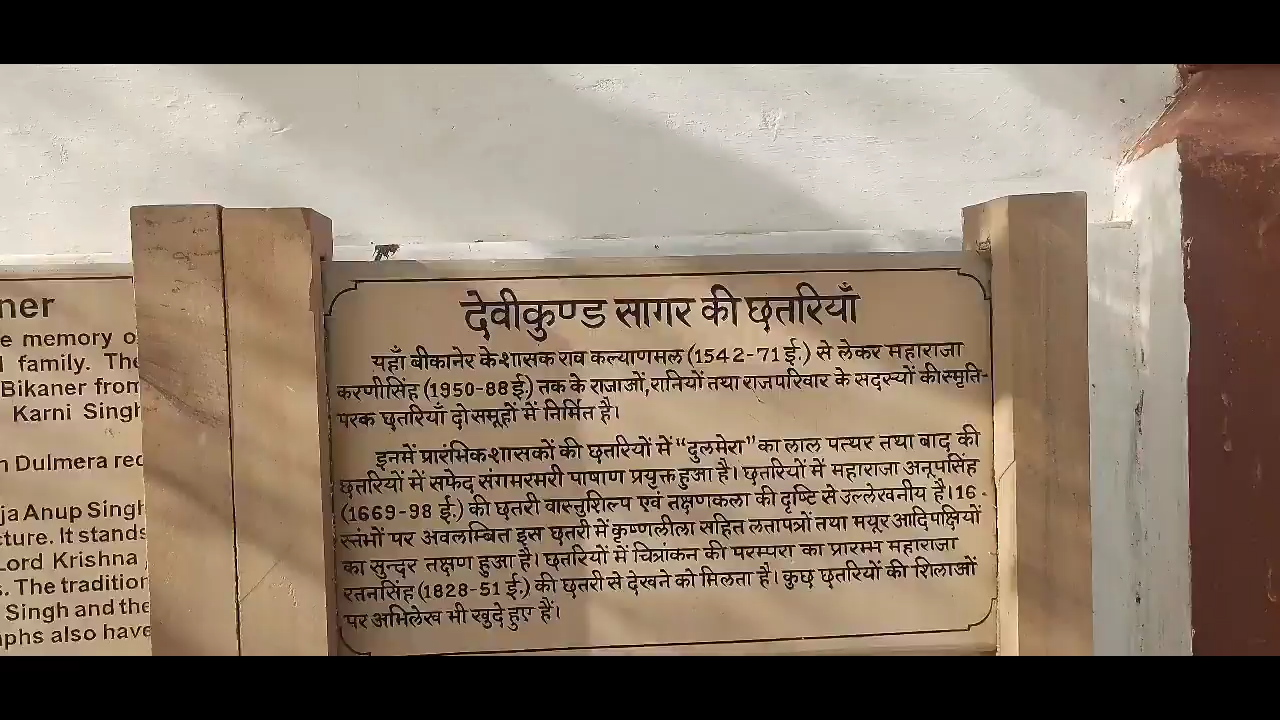 ner
e memory o
l family. The
Bikaner from
Karni Singh
n Dulmera red
ja Anup Singh
cture. It stands
Lord Krishna
s. The tradition
Singh and the
phs also have
देवीकुण्ड सागर की छतरियाँ
यहाँ बीकानेर के शासक राव कल्याणमल (1542-71 ई.) से लेकर महाराजा
करणीसिंह (1950-88 ई) तक के राजाओं, रानियों तथा राजपरिवार के सदस्यों की स्मृति-
परक छतरियाँ दो समूहों में निर्मित है।
इनमें प्रारंभिक शासकों की छतरियों में “दुलमेरा” का लाल पत्थर तथा बाद की
छतरियों में सफेद संगमरमरी पाषाण प्रयुक्त हुआ है। छतरियों में महाराजा अनूपसिंह
(1669-98 ई.) की छतरी वास्तुशिल्प एवं तक्षणकला की दृष्टि से उल्लेखनीय है। 16 -
स्तंभों पर अवलम्बित इस छतरी में कृष्णलीला सहित लतापत्रों तथा मयूर आदि पक्षियों
का सुन्दर तक्षण हुआ है। छतरियों में चित्रांकन की परम्परा का प्रारम्भ महाराजा
रतनसिंह (1828-51 ई.) की छतरी से देखने को मिलता है। कुछ छतरियों की शिलाओं
पर अभिलेख भी खुदे हुए हैं।